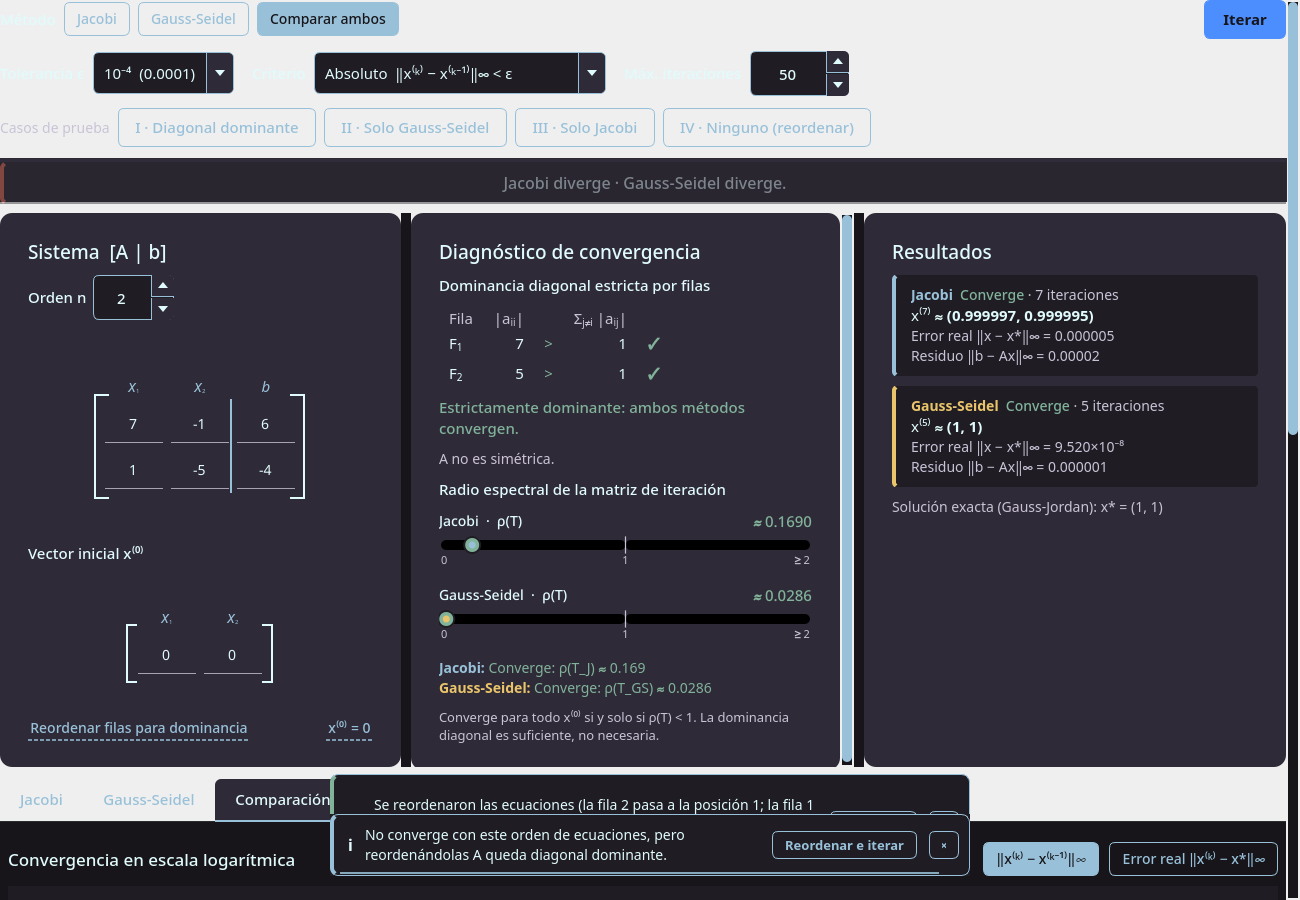 Método Jacobi Gauss-Seidel Comparar ambos Iterar
Tolerancia ε 10⁻⁴ (0.0001) Criterio Absoluto ‖x⁽ᵏ⁾ − x⁽ᵏ⁻¹⁾‖∞ < ε Máx. iteraciones 50
Casos de prueba I · Diagonal dominante II · Solo Gauss-Seidel III · Solo Jacobi IV · Ninguno (reordenar)
Jacobi diverge · Gauss-Seidel diverge.
Sistema [A | b]
Orden n 2
x₁ x₂ b
7 -1 6
1 -5 -4
Vector inicial x⁽⁰⁾
x₁ x₂
0 0
Reordenar filas para dominancia x⁽⁰⁾ = 0
Diagnóstico de convergencia
Dominancia diagonal estricta por filas
Fila |aᵢᵢ| Σⱼ≠ᵢ |aᵢⱼ|
F₁ 7 > 1 ✓
F₂ 5 > 1 ✓
Estrictamente dominante: ambos métodos
convergen.
A no es simétrica.
Radio espectral de la matriz de iteración
Jacobi · ρ(T) ≈ 0.1690
0 1 ≥ 2
Gauss-Seidel · ρ(T) ≈ 0.0286
0 1 ≥ 2
Jacobi: Converge: ρ(T_J) ≈ 0.169
Gauss-Seidel: Converge: ρ(T_GS) ≈ 0.0286
Converge para todo x⁽⁰⁾ si y solo si ρ(T) < 1. La dominancia
diagonal es suficiente, no necesaria.
Resultados
Jacobi Converge · 7 iteraciones
x⁽⁷⁾ ≈ (0.999997, 0.999995)
Error real ‖x − x*‖∞ = 0.000005
Residuo ‖b − Ax‖∞ = 0.00002
Gauss-Seidel Converge · 5 iteraciones
x⁽⁵⁾ ≈ (1, 1)
Error real ‖x − x*‖∞ = 9.520×10⁻⁸
Residuo ‖b − Ax‖∞ = 0.000001
Solución exacta (Gauss-Jordan): x* = (1, 1)
Jacobi Gauss-Seidel Comparación
Se reordenaron las ecuaciones (la fila 2 pasa a la posición 1; la fila 1
i No converge con este orden de ecuaciones, pero
reordenándolas A queda diagonal dominante.
Reordenar e iterar ×
Convergencia en escala logarítmica ‖x⁽ᵏ⁾ − x⁽ᵏ⁻¹⁾‖∞ Error real ‖x⁽ᵏ⁾ − x*‖∞